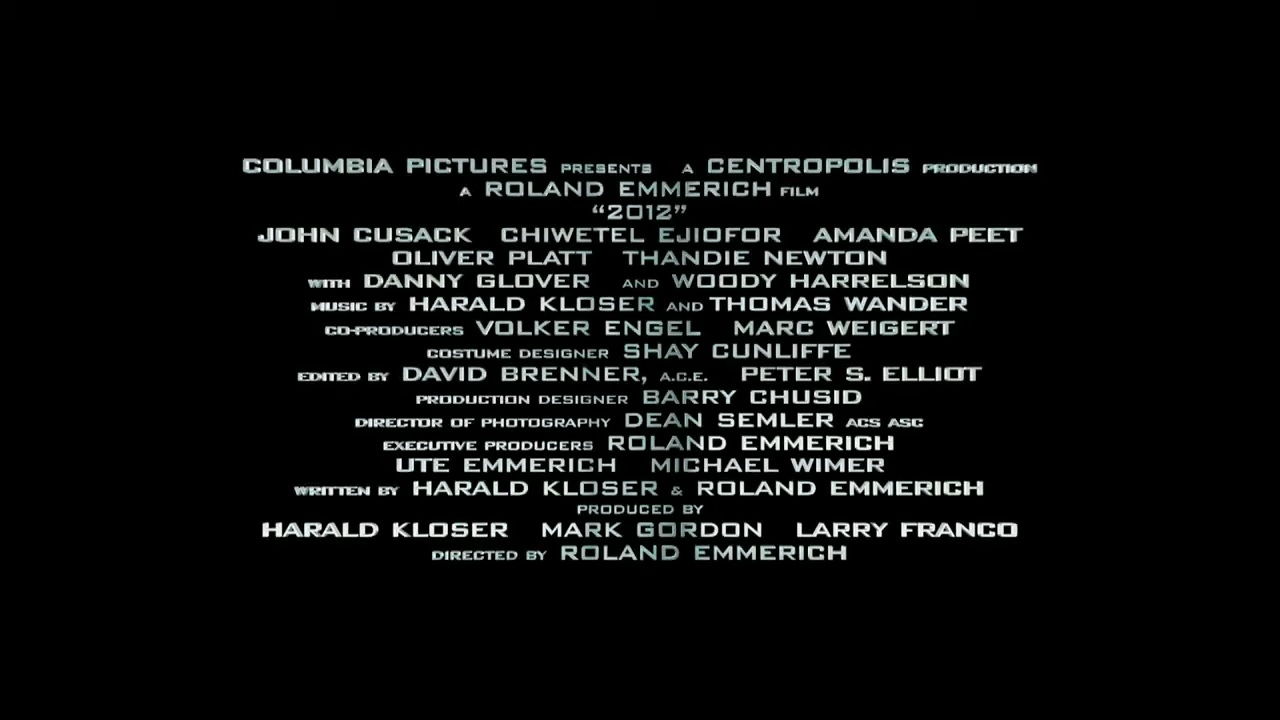 COLUMBIA PICTURES PRESENTS A CENTROPOLIS PRODUCTION
A ROLAND EMMERICH FILM
“2012”
JOHN CUSACK CHIWETEL EJIOFOR AMANDA PEET
OLIVER PLATT THANDIE NEWTON
WITH DANNY GLOVER AND WOODY HARRELSON
MUSIC BY HARALD KLOSER AND THOMAS WANDER
CO-PRODUCERS VOLKER ENGEL MARC WEIGERT
COSTUME DESIGNER SHAY CUNLIFFE
EDITED BY DAVID BRENNER, A.C.E. PETER S. ELLIOT
PRODUCTION DESIGNER BARRY CHUSID
DIRECTOR OF PHOTOGRAPHY DEAN SEMLER ACS ASC
EXECUTIVE PRODUCERS ROLAND EMMERICH
UTE EMMERICH MICHAEL WIMER
WRITTEN BY HARALD KLOSER & ROLAND EMMERICH
PRODUCED BY
HARALD KLOSER MARK GORDON LARRY FRANCO
DIRECTED BY ROLAND EMMERICH